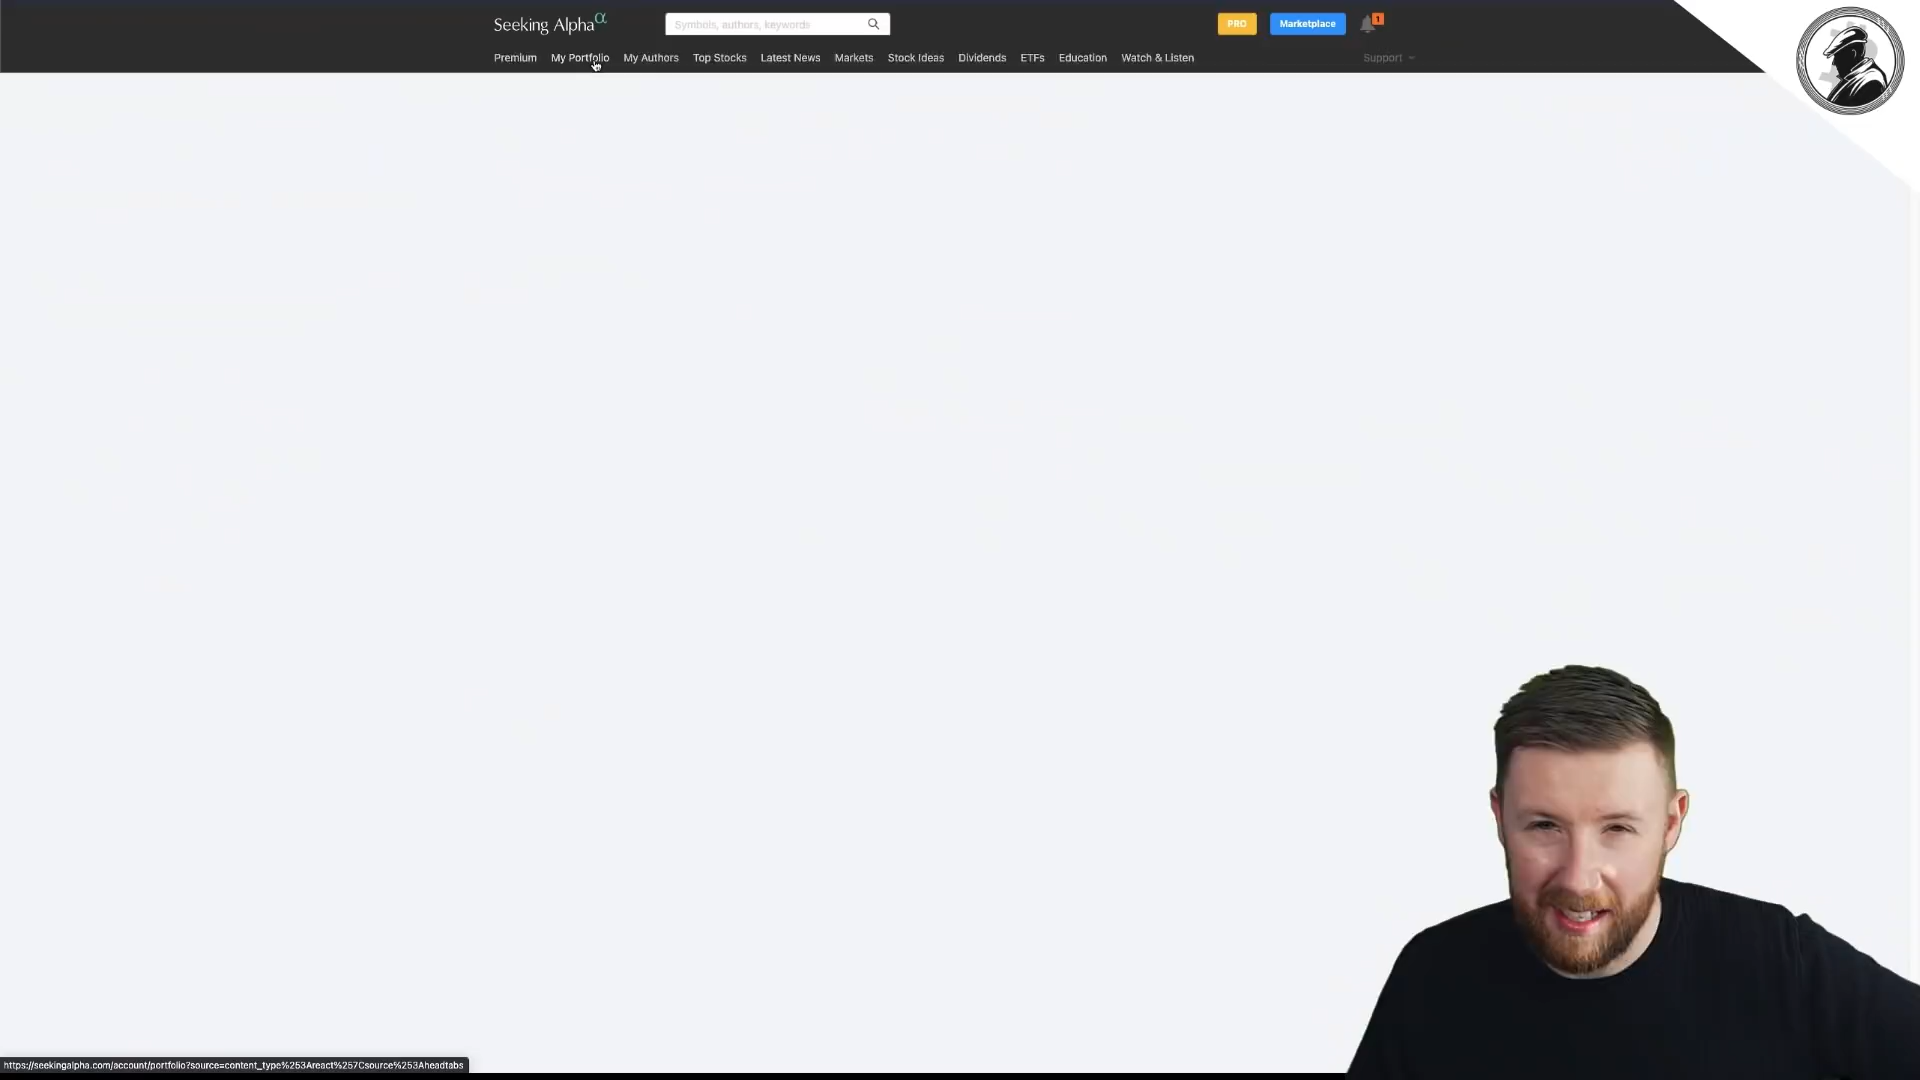 Seeking Alphaα
Symbols, authors, keywords
PRO
Marketplace
1
Premium
My Portfolio
My Authors
Top Stocks
Latest News
Markets
Stock Ideas
Dividends
ETFs
Education
Watch & Listen
Support
https://seekingalpha.com/account/portfolio?source=content_type%253Areact%257Csource%253Aheadtabs